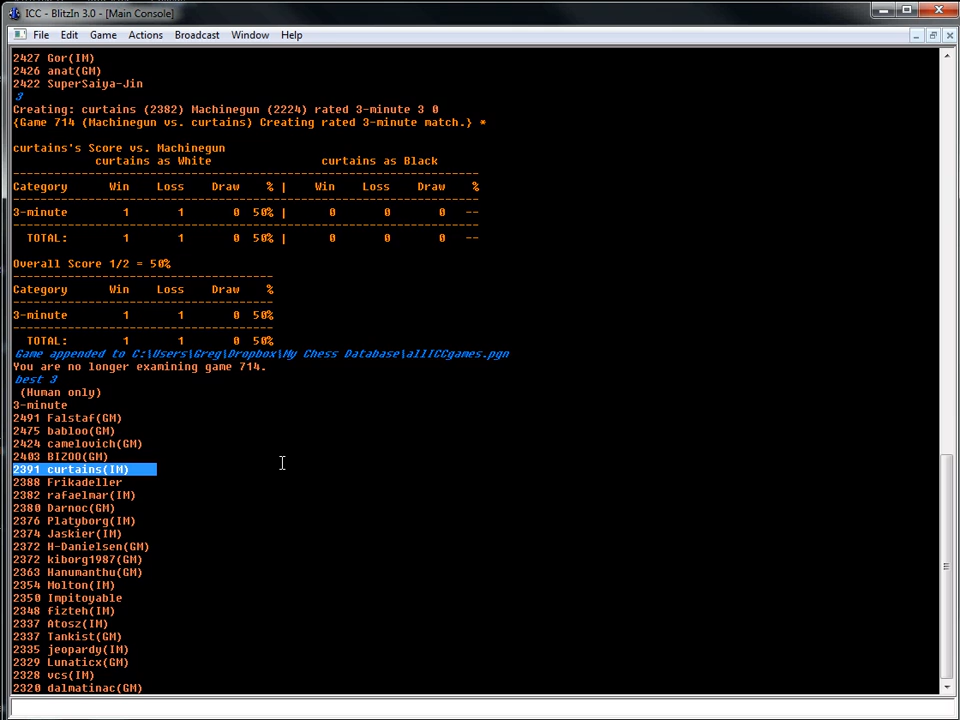 ICC - BlitzIn 3.0 - [Main Console]
File Edit Game Actions Broadcast Window Help
2427 Gor(IM)
2426 anat(GM)
2422 SuperSaiya-Jin
3
Creating: curtains (2382) Machinegun (2224) rated 3-minute 3 0
{Game 714 (Machinegun vs. curtains) Creating rated 3-minute match.} *
curtains's Score vs. Machinegun
curtains as White curtains as Black
------------------------------------------------------------------------
Category Win Loss Draw % | Win Loss Draw %
------------------------------------------------------------------------
3-minute 1 1 0 50% | 0 0 0 --
------------------------------------------------------------------------
TOTAL: 1 1 0 50% | 0 0 0 --
Overall Score 1/2 = 50%
--------------------------------------
Category Win Loss Draw %
--------------------------------------
3-minute 1 1 0 50%
--------------------------------------
TOTAL: 1 1 0 50%
Game appended to C:\Users\Greg\Dropbox\My Chess Database\allICCgames.pgn
You are no longer examining game 714.
best 3
(Human only)
3-minute
2491 Falstaf(GM)
2475 babloo(GM)
2424 camelovich(GM)
2403 BIZOO(GM)
2391 curtains(IM)
2388 Frikadeller
2382 rafaelmar(IM)
2380 Darnoc(GM)
2376 Platyborg(IM)
2374 Jaskier(IM)
2372 H-Danielsen(GM)
2372 kiborg1987(GM)
2363 Hanumanthu(GM)
2354 Molton(IM)
2350 Impitoyable
2348 fizteh(IM)
2337 Atosz(IM)
2337 Tankist(GM)
2335 jeopardy(IM)
2329 Lunaticx(GM)
2328 vcs(IM)
2320 dalmatinac(GM)